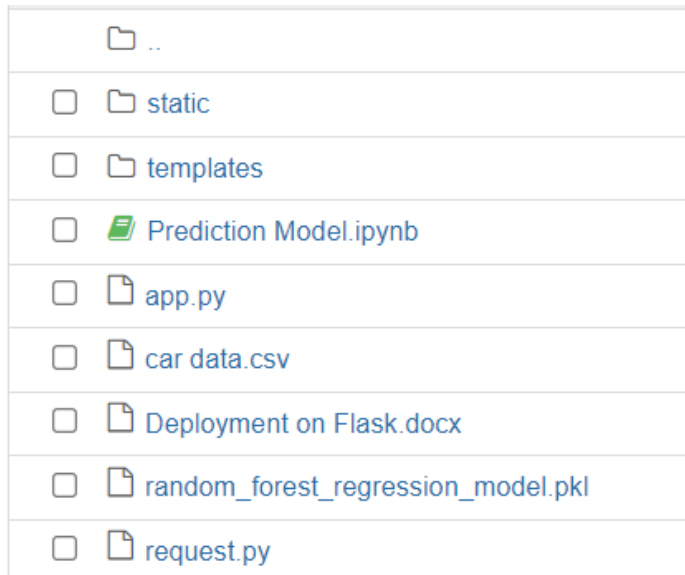 ..
static
templates
Prediction Model.ipynb
app.py
car data.csv
Deployment on Flask.docx
random_forest_regression_model.pkl
request.py